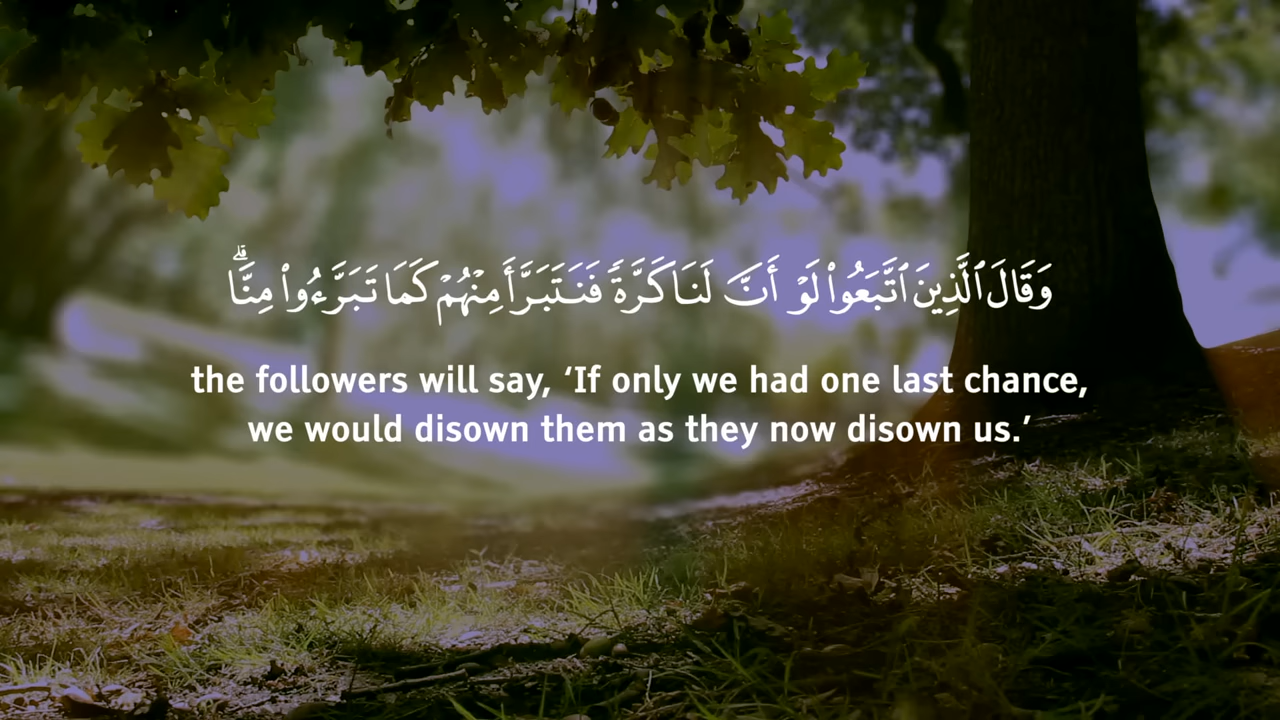 وَقَالَ ٱلَّذِينَ ٱتَّبَعُوا۟ لَوْ أَنَّ لَنَا كَرَّةً فَنَتَبَرَّأَ مِنْهُمْ كَمَا تَبَرَّءُوا۟ مِنَّاۗ
the followers will say, ‘If only we had one last chance,
we would disown them as they now disown us.’